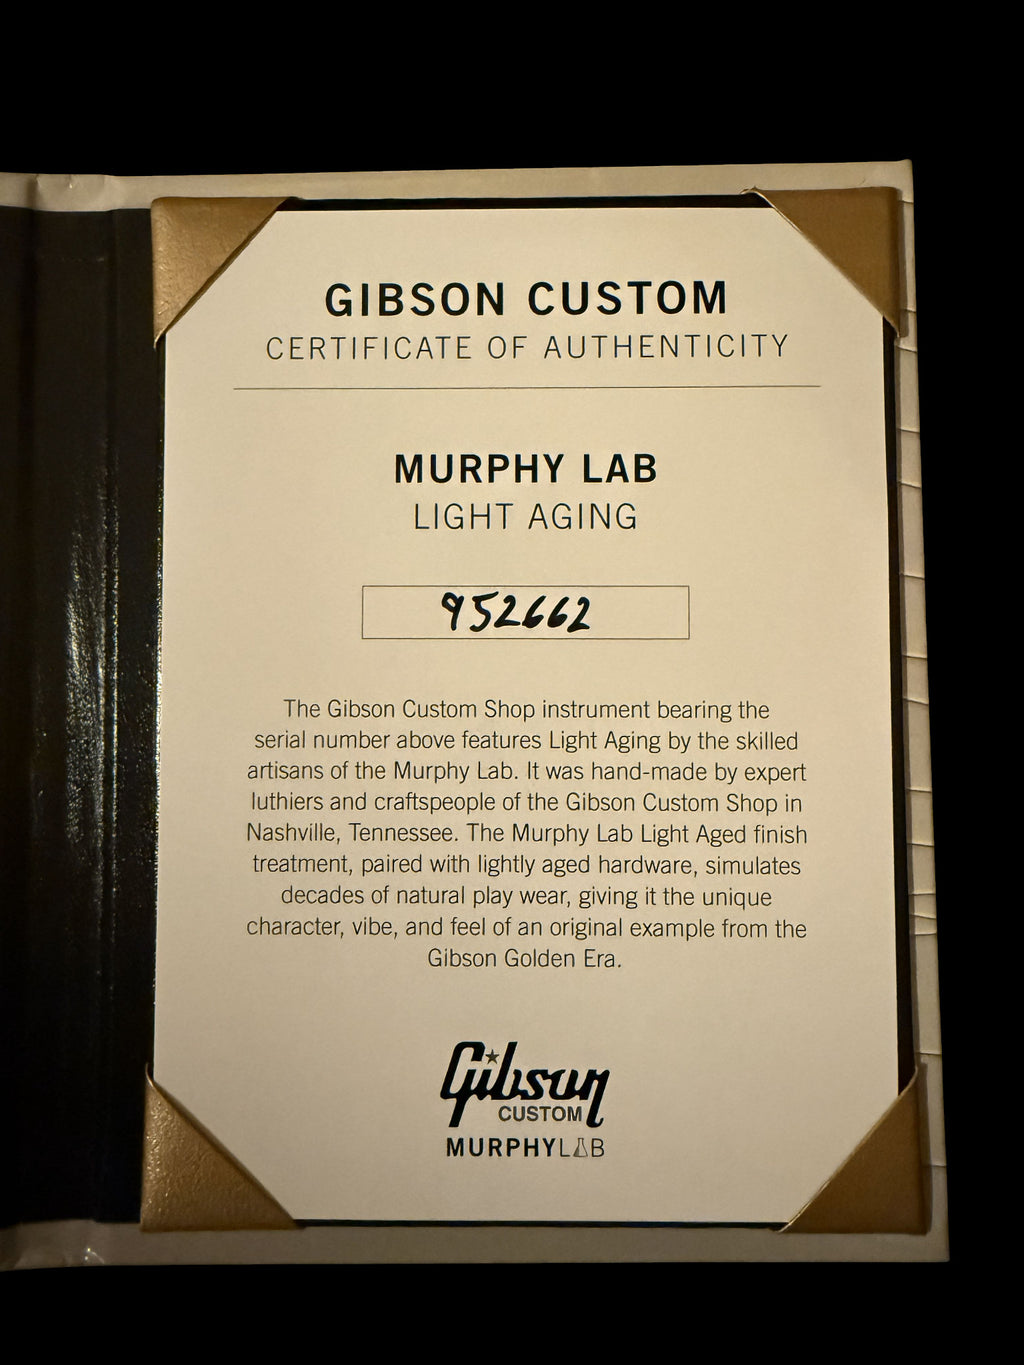 GIBSON CUSTOM
CERTIFICATE OF AUTHENTICITY
MURPHY LAB
LIGHT AGING
952662
The Gibson Custom Shop instrument bearing the
serial number above features Light Aging by the skilled
artisans of the Murphy Lab. It was hand-made by expert
luthiers and craftspeople of the Gibson Custom Shop in
Nashville, Tennessee. The Murphy Lab Light Aged finish
treatment, paired with lightly aged hardware, simulates
decades of natural play wear, giving it the unique
character, vibe, and feel of an original example from the
Gibson Golden Era.
Gibson
CUSTOM
MURPHYLAB